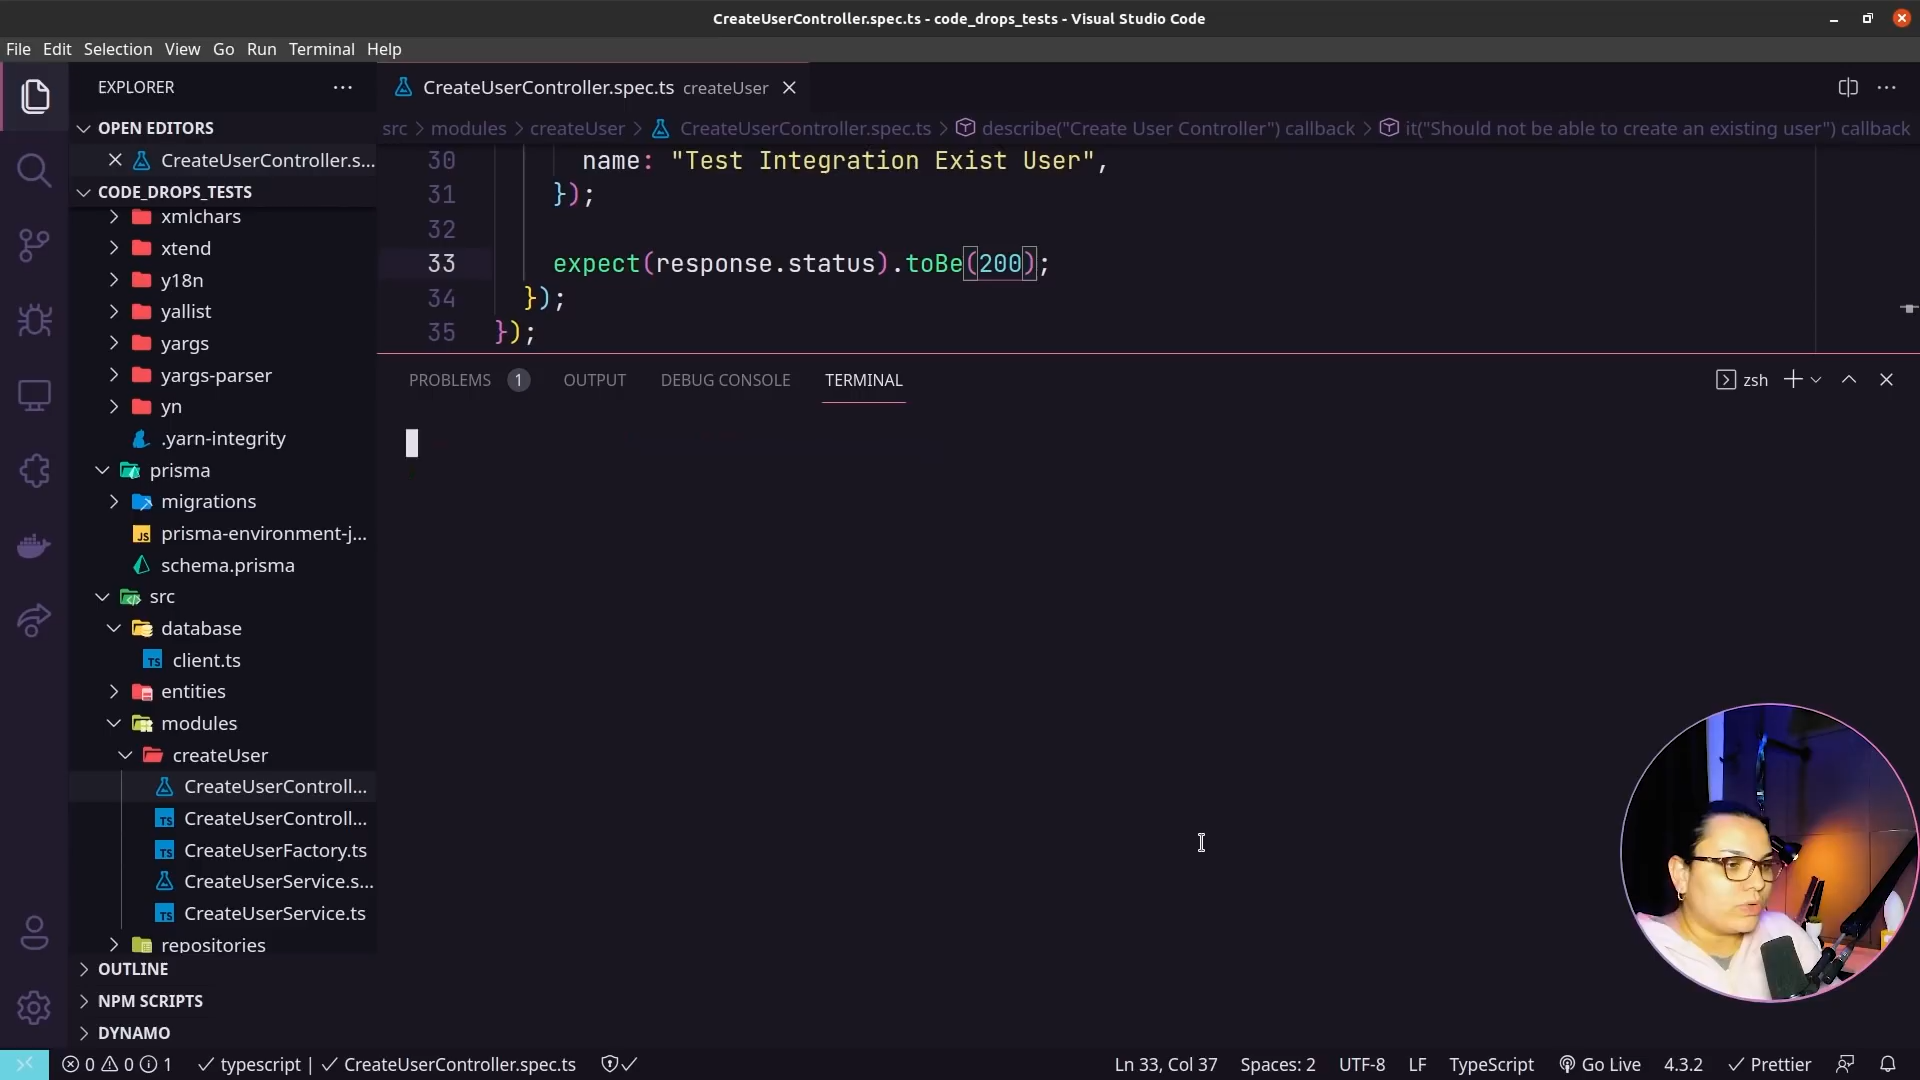 CreateUserController.spec.ts - code_drops_tests - Visual Studio Code
File Edit Selection View Go Run Terminal Help
EXPLORER
OPEN EDITORS
CreateUserController.s...
CODE_DROPS_TESTS
xmlchars
xtend
y18n
yallist
yargs
yargs-parser
yn
.yarn-integrity
prisma
migrations
prisma-environment-j...
schema.prisma
src
database
client.ts
entities
modules
createUser
CreateUserControll...
CreateUserControll...
CreateUserFactory.ts
CreateUserService.s...
CreateUserService.ts
repositories
OUTLINE
NPM SCRIPTS
DYNAMO
CreateUserController.spec.ts createUser
src > modules > createUser > CreateUserController.spec.ts > describe("Create User Controller") callback > it("Should not be able to create an existing user") callback
30 name: "Test Integration Exist User",
31 });
32
33 expect(response.status).toBe(200);
34 });
35 });
PROBLEMS 1 OUTPUT DEBUG CONSOLE TERMINAL
zsh
0 0 1 typescript | CreateUserController.spec.ts
Ln 33, Col 37 Spaces: 2 UTF-8 LF TypeScript Go Live 4.3.2 Prettier